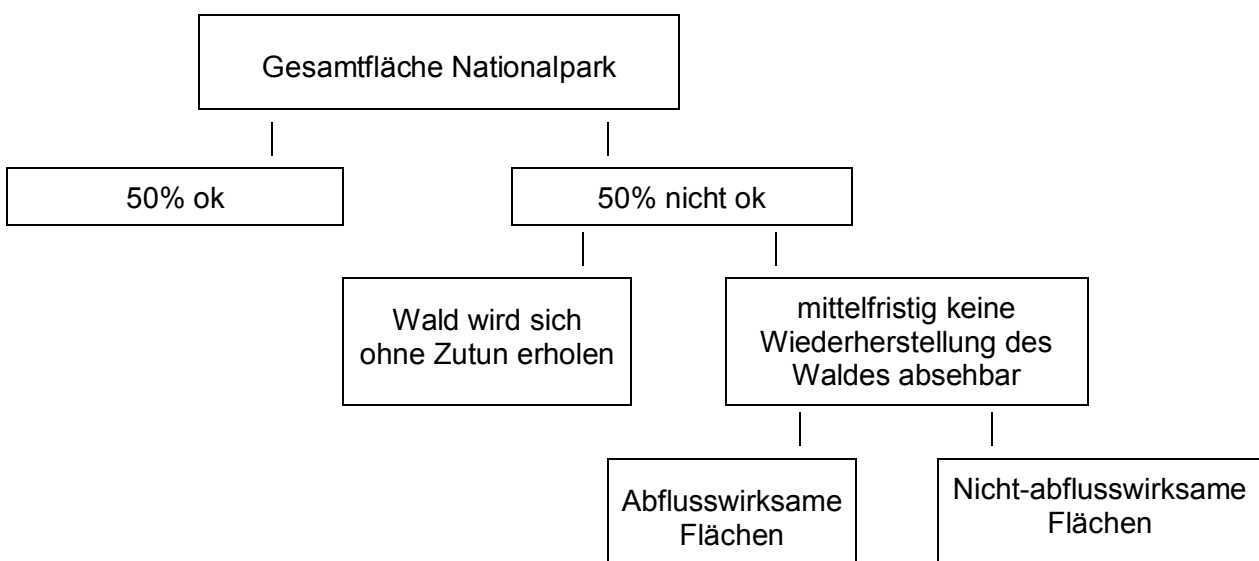 Gesamtfläche Nationalpark
50% ok
50% nicht ok
Wald wird sich
ohne Zutun erholen
mittelfristig keine
Wiederherstellung des
Waldes absehbar
Abflusswirksame
Flächen
Nicht-abflusswirksame
Flächen